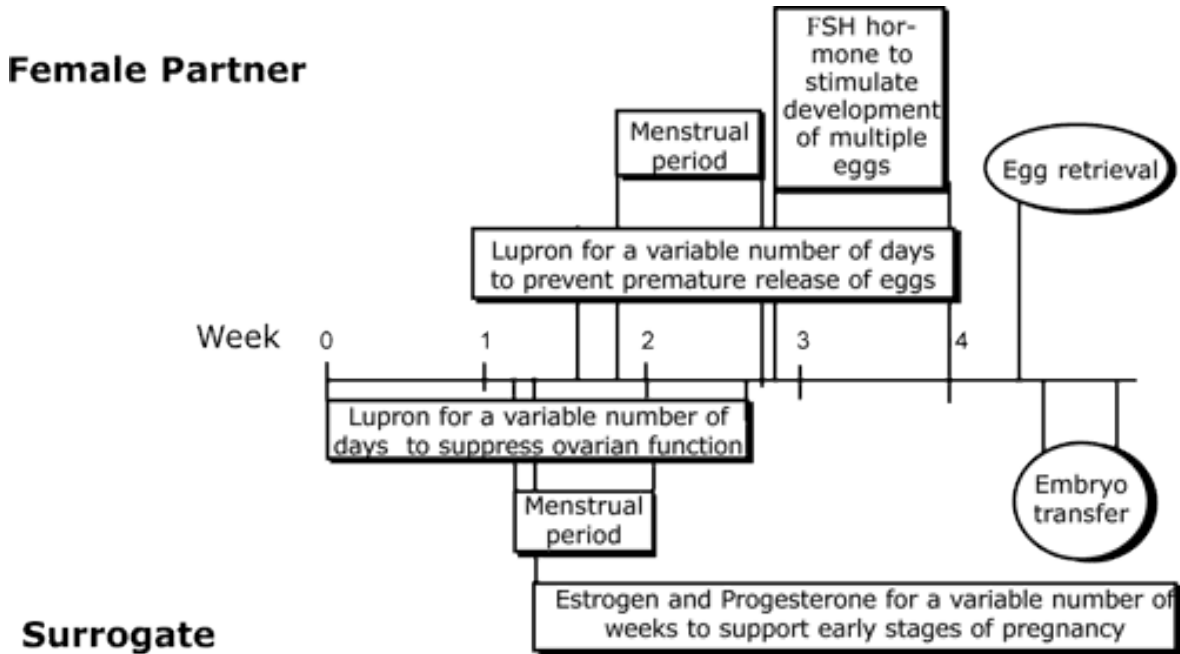 Female Partner
FSH hor-
mone to
stimulate
development
of multiple
eggs
Menstrual
period
Egg retrieval
Lupron for a variable number of days
to prevent premature release of eggs
Week 0 1 2 3 4
Lupron for a variable number of
days to suppress ovarian function
Menstrual
period
Embryo
transfer
Estrogen and Progesterone for a variable number of
weeks to support early stages of pregnancy
Surrogate